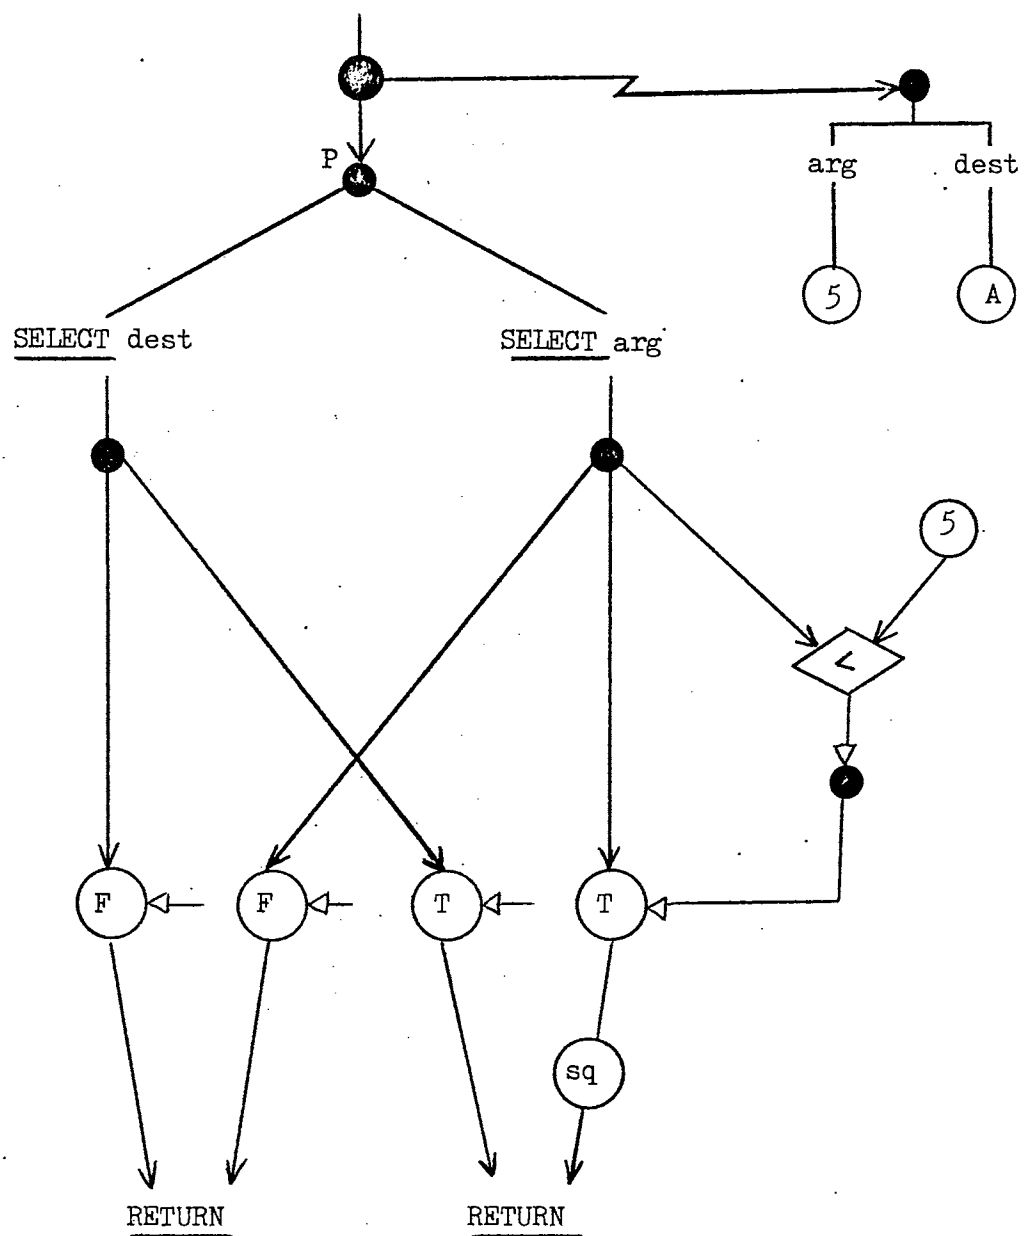 P
arg dest
5 A
SELECT dest SELECT arg
5
<
F F T T
sq
RETURN RETURN